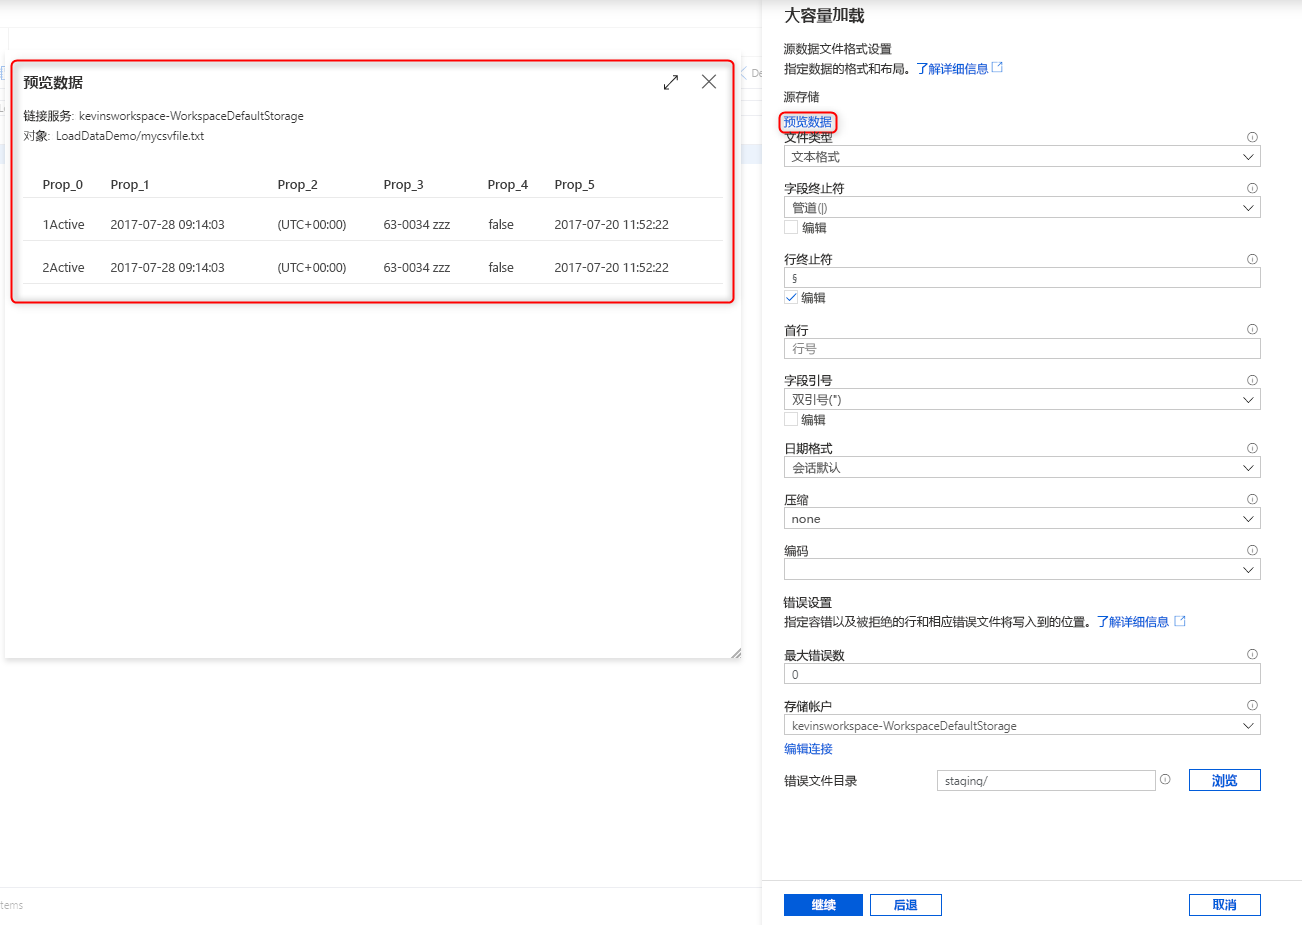 大容量加载
源数据文件格式设置
指定数据的格式和布局。了解详细信息
源存储
预览数据
文件类型
文本格式
字段终止符
管道(|)
编辑
行终止符
§
编辑
首行
行号
字段引号
双引号(")
编辑
日期格式
会话默认
压缩
none
编码
错误设置
指定容错以及被拒绝的行和相应错误文件将写入到的位置。了解详细信息
最大错误数
0
存储帐户
kevinsworkspace-WorkspaceDefaultStorage
编辑连接
错误文件目录 staging/ 浏览
继续 后退 取消
预览数据
链接服务: kevinsworkspace-WorkspaceDefaultStorage
对象: LoadDataDemo/mycsvfile.txt
Prop_0 Prop_1 Prop_2 Prop_3 Prop_4 Prop_5
1Active 2017-07-28 09:14:03 (UTC+00:00) 63-0034 zzz false 2017-07-20 11:52:22
2Active 2017-07-28 09:14:03 (UTC+00:00) 63-0034 zzz false 2017-07-20 11:52:22
De
tems